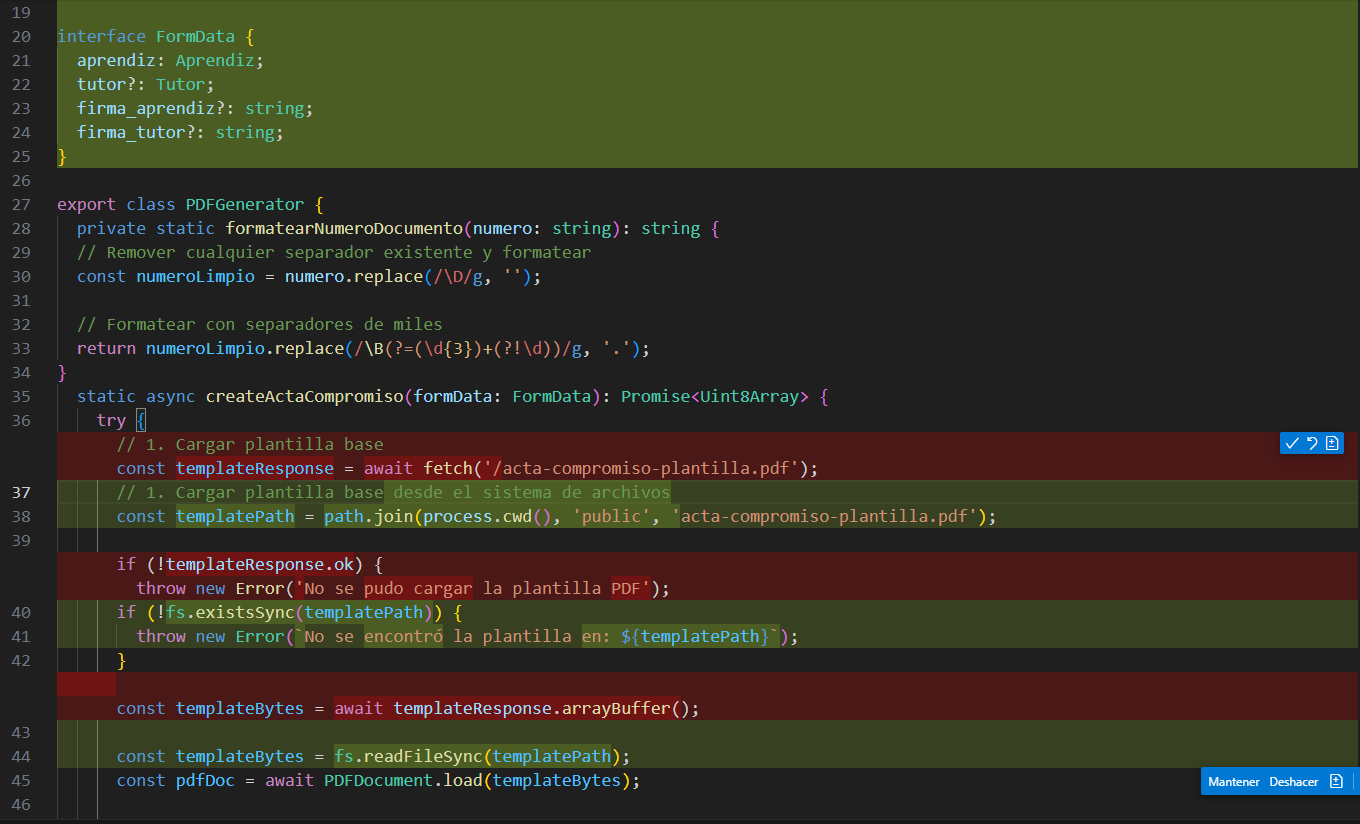 19
20 interface FormData {
21   aprendiz: Aprendiz;
22   tutor?: Tutor;
23   firma_aprendiz?: string;
24   firma_tutor?: string;
25 }
26
27 export class PDFGenerator {
28   private static formatearNumeroDocumento(numero: string): string {
29   // Remover cualquier separador existente y formatear
30   const numeroLimpio = numero.replace(/\D/g, '');
31
32   // Formatear con separadores de miles
33   return numeroLimpio.replace(/\B(?=(\d{3})+(?!\d))/g, '.');
34 }
35   static async createActaCompromiso(formData: FormData): Promise<Uint8Array> {
36     try {
      // 1. Cargar plantilla base
      const templateResponse = await fetch('/acta-compromiso-plantilla.pdf');
37       // 1. Cargar plantilla base desde el sistema de archivos
38       const templatePath = path.join(process.cwd(), 'public', 'acta-compromiso-plantilla.pdf');
39
      if (!templateResponse.ok) {
        throw new Error('No se pudo cargar la plantilla PDF');
40       if (!fs.existsSync(templatePath)) {
41         throw new Error(`No se encontró la plantilla en: ${templatePath}`);
42       }
      const templateBytes = await templateResponse.arrayBuffer();
43
44       const templateBytes = fs.readFileSync(templatePath);
45       const pdfDoc = await PDFDocument.load(templateBytes);
Mantener Deshacer
46